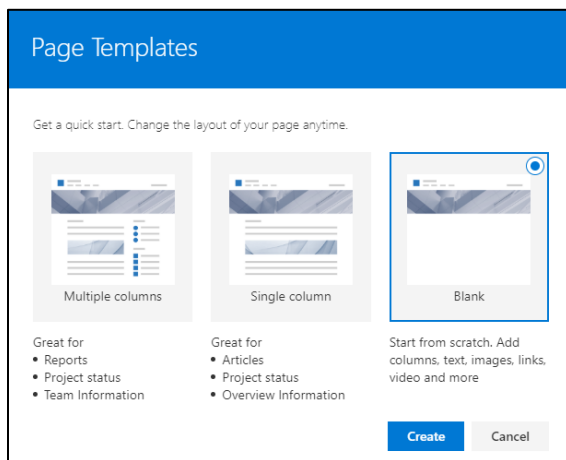 Page Templates
Get a quick start. Change the layout of your page anytime.
Multiple columns
Single column
Blank
Great for
• Reports
• Project status
• Team Information
Great for
• Articles
• Project status
• Overview Information
Start from scratch. Add
columns, text, images, links,
video and more
Create
Cancel